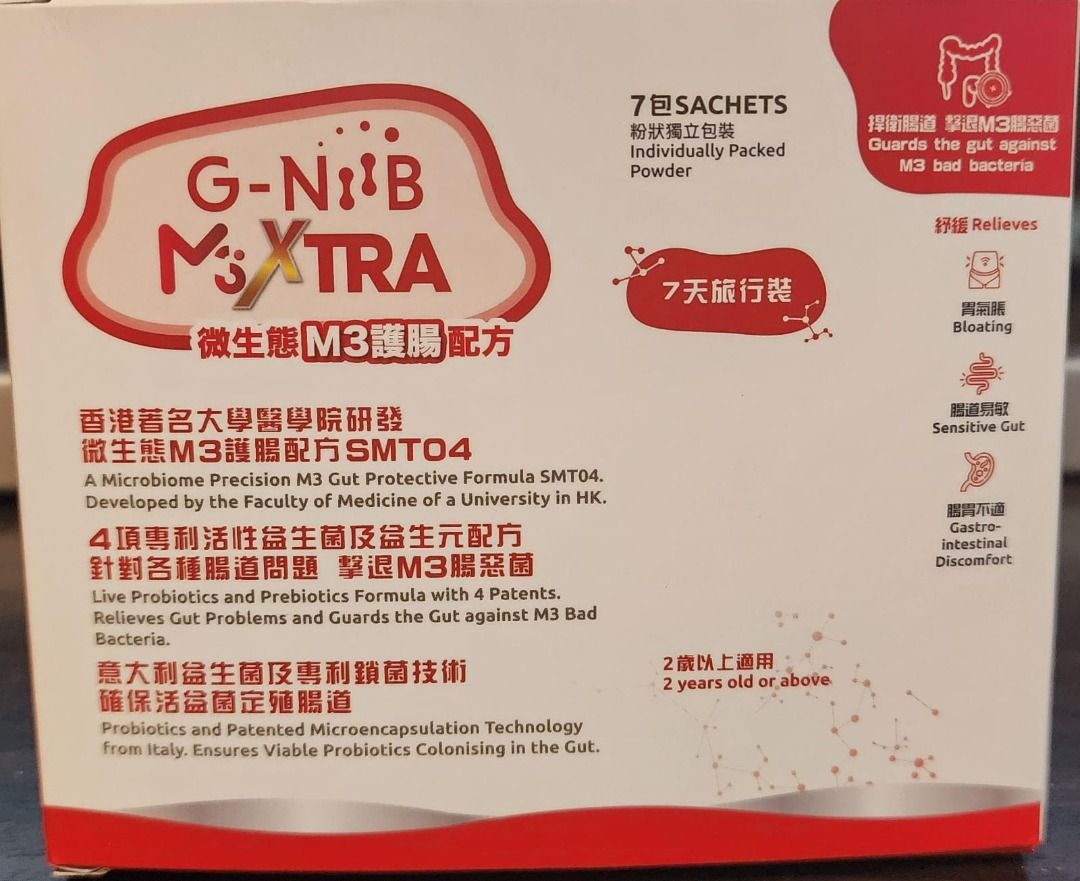 G-NiiB
M3XTRA
微生態M3護腸配方
7包SACHETS
粉狀獨立包裝
Individually Packed
Powder
7天旅行裝
捍衛腸道 擊退M3腸惡菌
Guards the gut against
M3 bad bacteria
紓緩 Relieves
胃氣脹
Bloating
腸道易敏
Sensitive Gut
腸胃不適
Gastro-
intestinal
Discomfort
香港著名大學醫學院研發
微生態M3護腸配方SMT04
A Microbiome Precision M3 Gut Protective Formula SMT04.
Developed by the Faculty of Medicine of a University in HK.
4項專利活性益生菌及益生元配方
針對各種腸道問題 擊退M3腸惡菌
Live Probiotics and Prebiotics Formula with 4 Patents.
Relieves Gut Problems and Guards the Gut against M3 Bad
Bacteria.
意大利益生菌及專利鎖菌技術
確保活益菌定殖腸道
Probiotics and Patented Microencapsulation Technology
from Italy. Ensures Viable Probiotics Colonising in the Gut.
2歲以上適用
2 years old or above